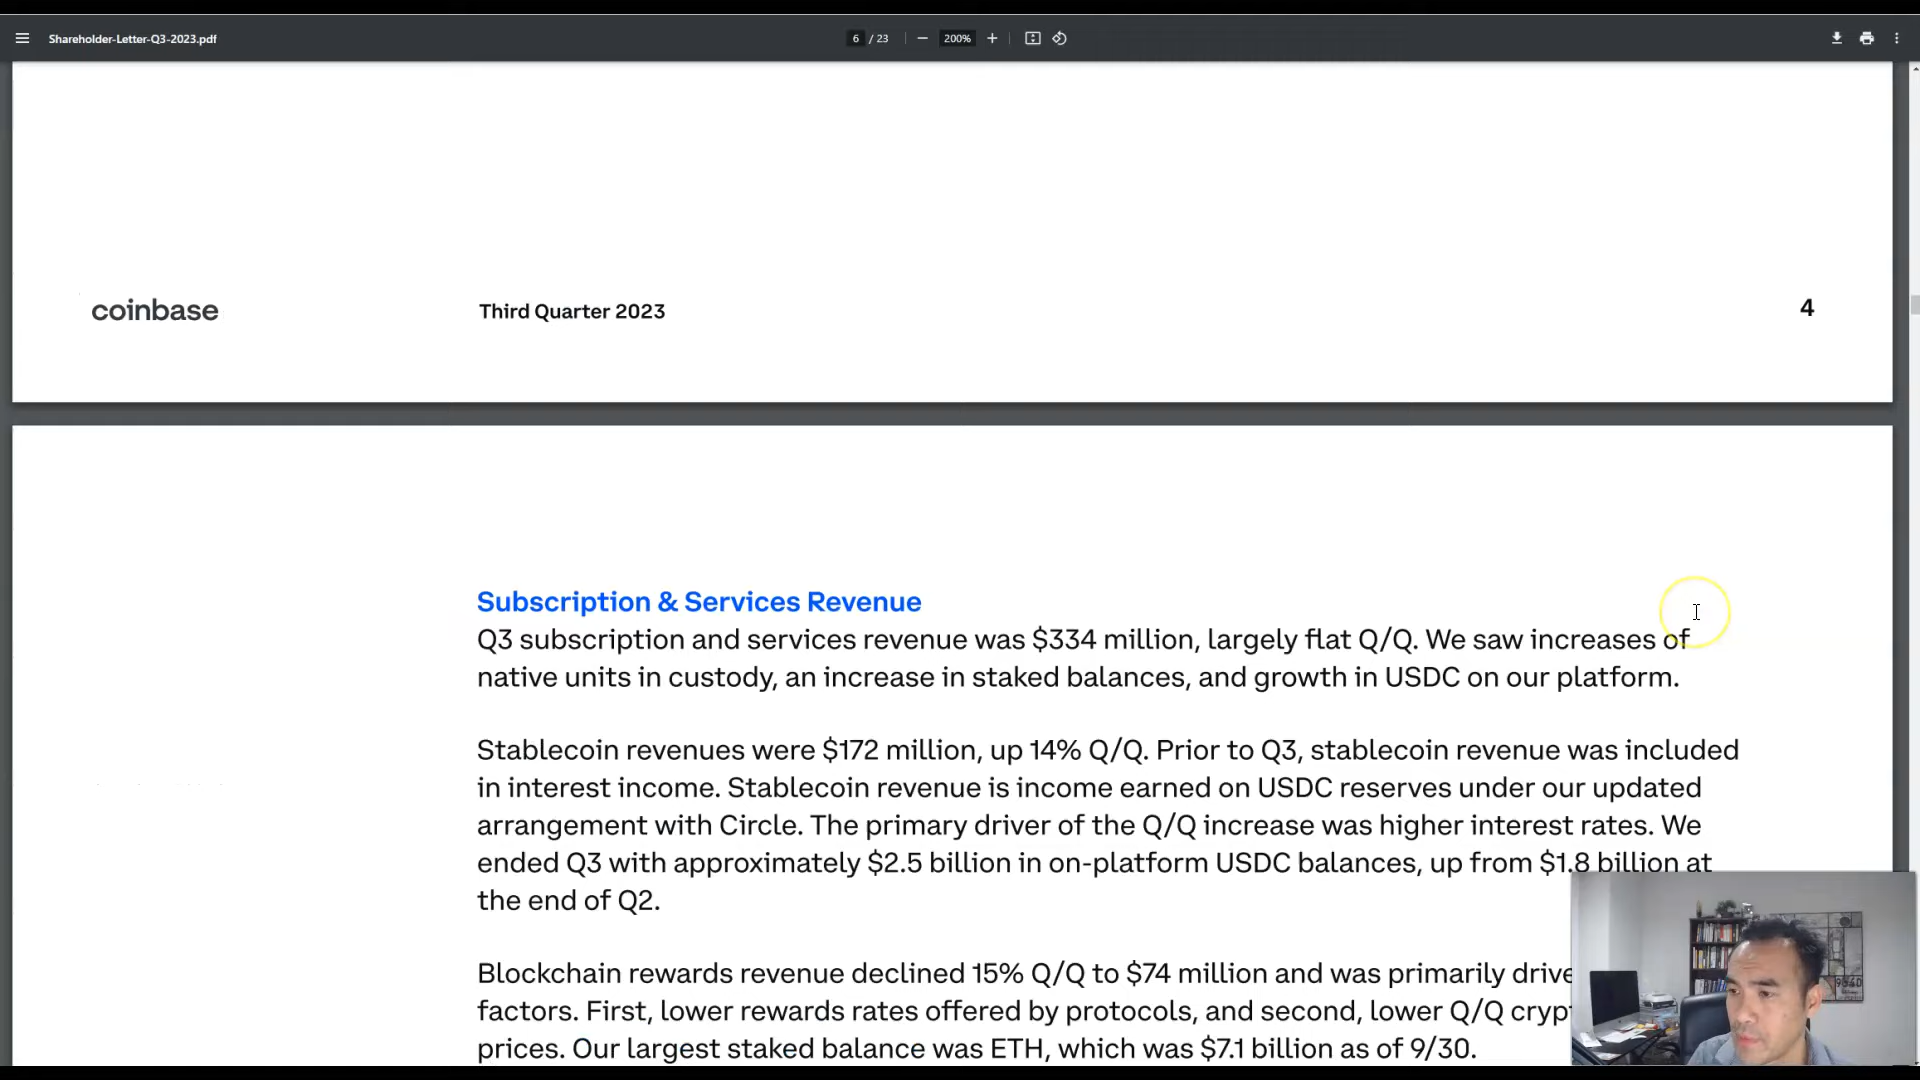 Shareholder-Letter-Q3-2023.pdf
6 / 23
200%
coinbase
Third Quarter 2023
4
Subscription & Services Revenue
Q3 subscription and services revenue was $334 million, largely flat Q/Q. We saw increases of
native units in custody, an increase in staked balances, and growth in USDC on our platform.
Stablecoin revenues were $172 million, up 14% Q/Q. Prior to Q3, stablecoin revenue was included
in interest income. Stablecoin revenue is income earned on USDC reserves under our updated
arrangement with Circle. The primary driver of the Q/Q increase was higher interest rates. We
ended Q3 with approximately $2.5 billion in on-platform USDC balances, up from $1.8 billion at
the end of Q2.
Blockchain rewards revenue declined 15% Q/Q to $74 million and was primarily drive
factors. First, lower rewards rates offered by protocols, and second, lower Q/Q cryp
prices. Our largest staked balance was ETH, which was $7.1 billion as of 9/30.